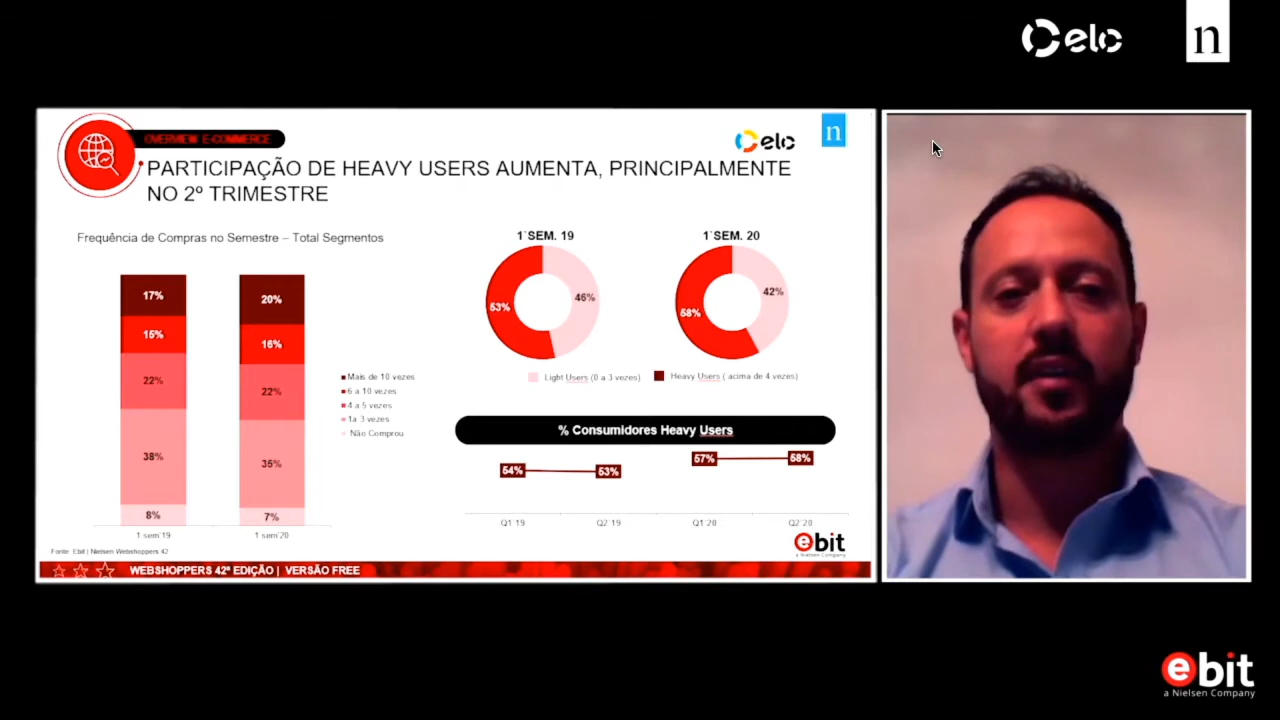 elo
n
OVERVIEW E-COMMERCE
elo
n
PARTICIPAÇÃO DE HEAVY USERS AUMENTA, PRINCIPALMENTE
NO 2º TRIMESTRE
Frequência de Compras no Semestre – Total Segmentos
17%
15%
22%
38%
8%
1 sem'19
20%
16%
22%
35%
7%
1 sem'20
Mais de 10 vezes
6 a 10 vezes
4 a 5 vezes
1a 3 vezes
Não Comprou
1`SEM. 19
53%
46%
1`SEM. 20
58%
42%
Light Users (0 a 3 vezes)
Heavy Users ( acima de 4 vezes)
% Consumidores Heavy Users
54%
53%
57%
58%
Q1'19
Q2'19
Q1'20
Q2'20
Fonte: Ebit | Nielsen Webshoppers 42
ebit
a Nielsen Company
WEBSHOPPERS 42ª EDIÇÃO | VERSÃO FREE
ebit
a Nielsen Company